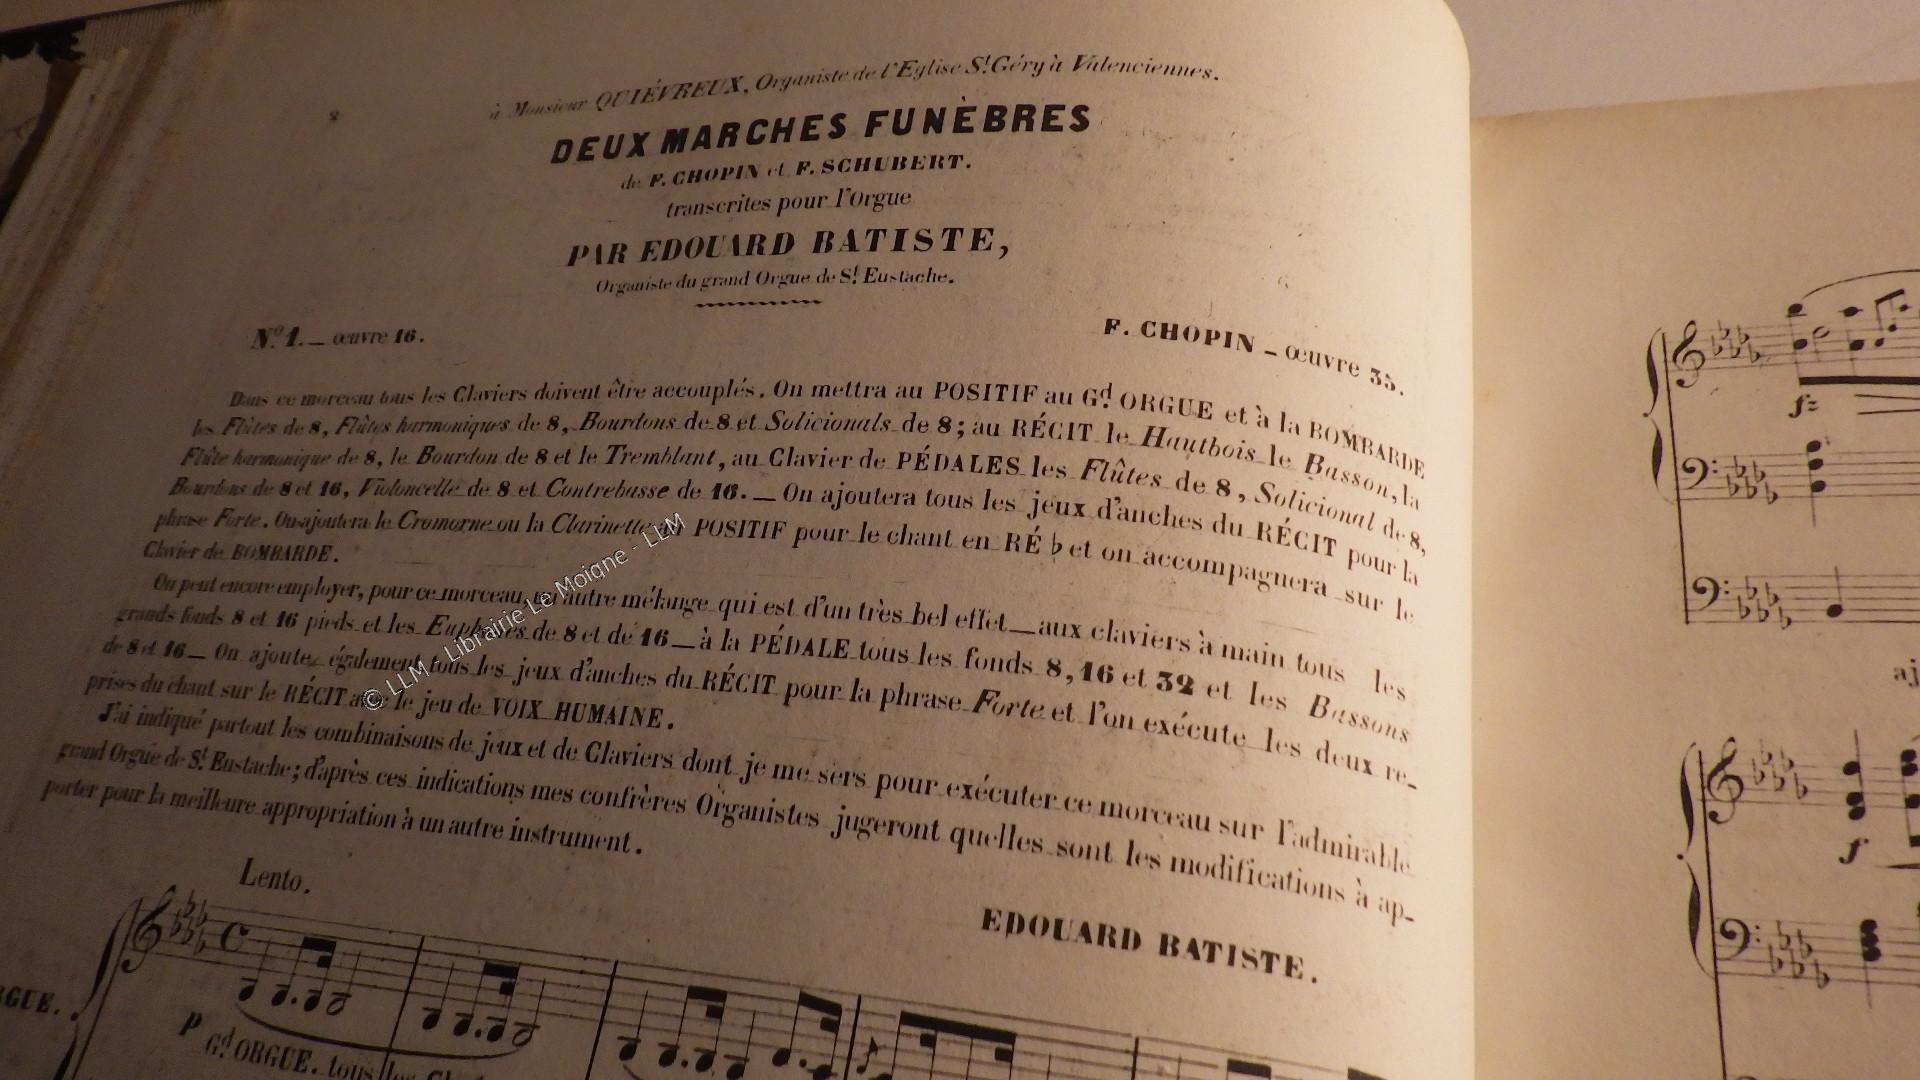 8
à Monsieur QUIÉVREUX, Organiste de l'Eglise St. Géry à Valenciennes.
DEUX MARCHES FUNÈBRES
de F. CHOPIN et F. SCHUBERT.
transcrites pour l'Orgue
PAR EDOUARD BATISTE,
Organiste du grand Orgue de St. Eustache.
No. 1. _ œuvre 16.
F. CHOPIN _ œuvre 35.
Dans ce morceau tous les Claviers doivent être accouplés. On mettra au POSITIF au Gd. ORGUE et à la BOMBARDE
les Flûtes de 8, Flûtes harmoniques de 8, Bourdons de 8 et Solicionals de 8; au RÉCIT le Hautbois le Basson, la
Flûte harmonique de 8, le Bourdon de 8 et le Tremblant, au Clavier de PÉDALES les Flûtes de 8, Solicional de 8,
Bourdons de 8 et 16, Violoncelle de 8 et Contrebasse de 16. _ On ajoutera tous les jeux d'anches du RÉCIT pour la
phrase Forte. On ajoutera le Cromorne ou la Clarinette au POSITIF pour le chant en RÉ ♭ et on accompagnera sur le
Clavier de BOMBARDE.
On peut encore employer, pour ce morceau, un autre mélange qui est d'un très bel effet _ aux claviers à main tous les
grands fonds 8 et 16 pieds et les Euphones de 8 et de 16 _ à la PÉDALE tous les fonds 8, 16 et 32 et les Bassons
de 8 et 16 _ On ajoute également tous les jeux d'anches du RÉCIT pour la phrase Forte et l'on exécute les deux re-
prises du chant sur le RÉCIT avec le jeu de VOIX HUMAINE.
J'ai indiqué partout les combinaisons de jeux et de Claviers dont je me sers pour exécuter ce morceau sur l'admirable
grand Orgue de St. Eustache; d'après ces indications mes confrères Organistes jugeront quelles sont les modifications à ap-
porter pour la meilleure appropriation à un autre instrument.
EDOUARD BATISTE.
Lento.
P
Gd. ORGUE. tous les
fz
f
© LLM - Librairie Le Moigne - LLM